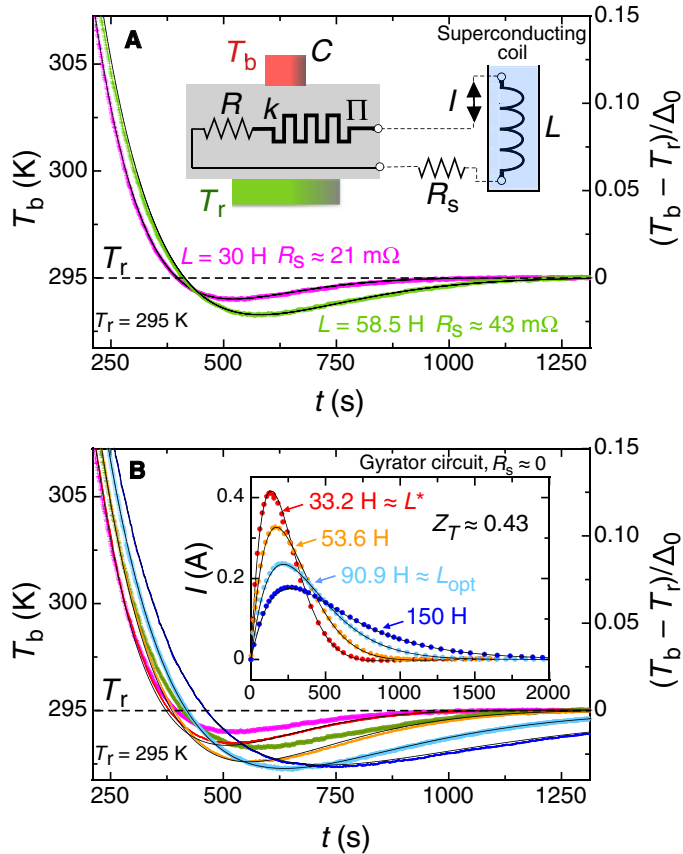 A
305
300
295
T_b (K)
T_r
T_r = 295 K
250
500
750
1000
1250
t (s)
0.15
0.10
0.05
0
(T_b − T_r)/Δ_0
T_b
C
R
k
Π
T_r
R_s
I
L
Superconducting
coil
L = 30 H R_s ≈ 21 mΩ
L = 58.5 H R_s ≈ 43 mΩ
B
305
300
295
T_b (K)
T_r
T_r = 295 K
250
500
750
1000
1250
t (s)
0.15
0.10
0.05
0
(T_b − T_r)/Δ_0
Gyrator circuit, R_s ≈ 0
0.4
0.2
0
I (A)
33.2 H ≈ L*
Z_T ≈ 0.43
53.6 H
90.9 H ≈ L_opt
150 H
0
500
1000
1500
2000